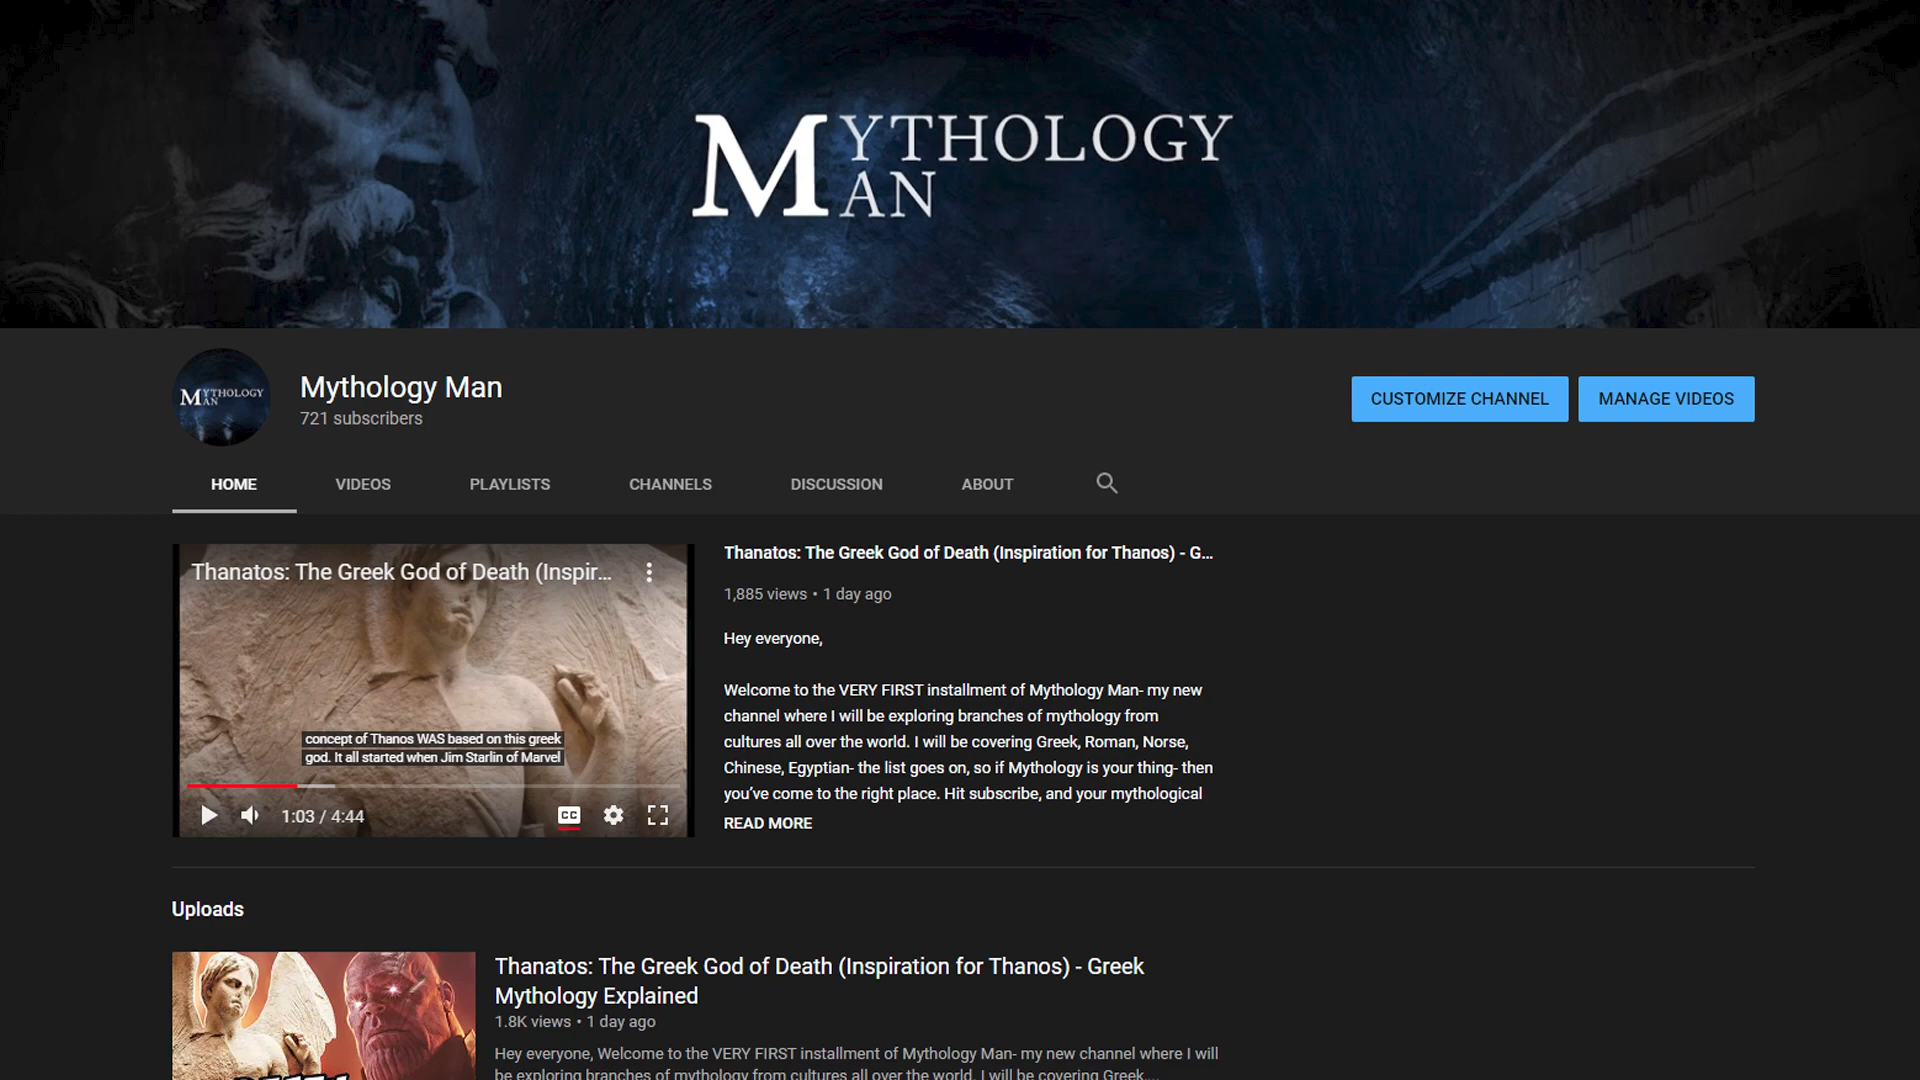 MYTHOLOGY
MAN
MYTHOLOGY
MAN
Mythology Man
721 subscribers
CUSTOMIZE CHANNEL
MANAGE VIDEOS
HOME
VIDEOS
PLAYLISTS
CHANNELS
DISCUSSION
ABOUT
Thanatos: The Greek God of Death (Inspir...
concept of Thanos WAS based on this greek
god. It all started when Jim Starlin of Marvel
1:03 / 4:44
CC
Thanatos: The Greek God of Death (Inspiration for Thanos) - G...
1,885 views • 1 day ago
Hey everyone,
Welcome to the VERY FIRST installment of Mythology Man- my new
channel where I will be exploring branches of mythology from
cultures all over the world. I will be covering Greek, Roman, Norse,
Chinese, Egyptian- the list goes on, so if Mythology is your thing- then
you’ve come to the right place. Hit subscribe, and your mythological
READ MORE
Uploads
Thanatos: The Greek God of Death (Inspiration for Thanos) - Greek
Mythology Explained
1.8K views • 1 day ago
Hey everyone, Welcome to the VERY FIRST installment of Mythology Man- my new channel where I will
be exploring branches of mythology from cultures all over the world. I will be covering Greek,...